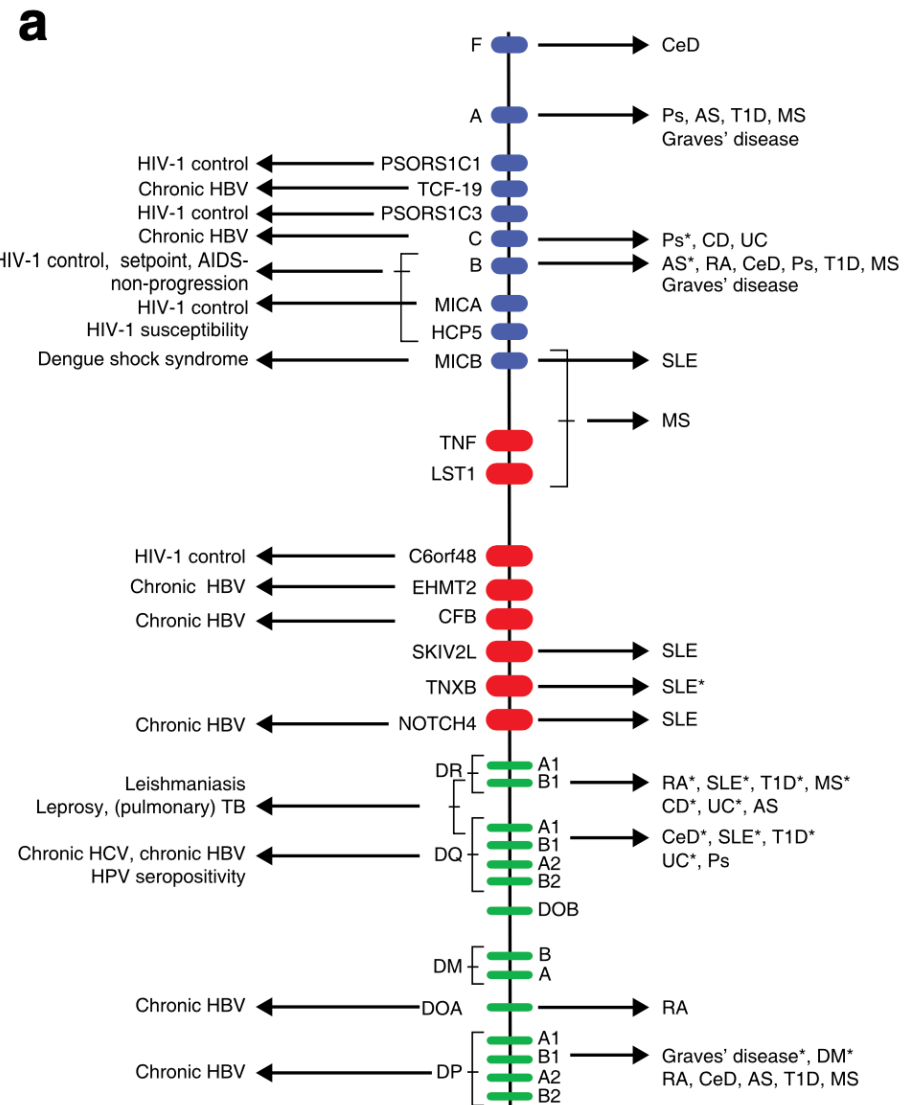 a
F CeD
A Ps, AS, T1D, MS
Graves' disease
HIV-1 control PSORS1C1
Chronic HBV TCF-19
HIV-1 control PSORS1C3
Chronic HBV C Ps*, CD, UC
HIV-1 control, setpoint, AIDS-
non-progression
B AS*, RA, CeD, Ps, T1D, MS
Graves' disease
HIV-1 control MICA
HIV-1 susceptibility HCP5
Dengue shock syndrome MICB SLE
MS
TNF
LST1
HIV-1 control C6orf48
Chronic HBV EHMT2
Chronic HBV CFB
SKIV2L SLE
TNXB SLE*
Chronic HBV NOTCH4 SLE
DR A1
B1 RA*, SLE*, T1D*, MS*
CD*, UC*, AS
Leishmaniasis
Leprosy, (pulmonary) TB
A1 CeD*, SLE*, T1D*
B1 UC*, Ps
Chronic HCV, chronic HBV DQ A2
HPV seropositivity B2
DOB
DM B
A
Chronic HBV DOA RA
A1
B1 Graves' disease*, DM*
Chronic HBV DP A2 RA, CeD, AS, T1D, MS
B2